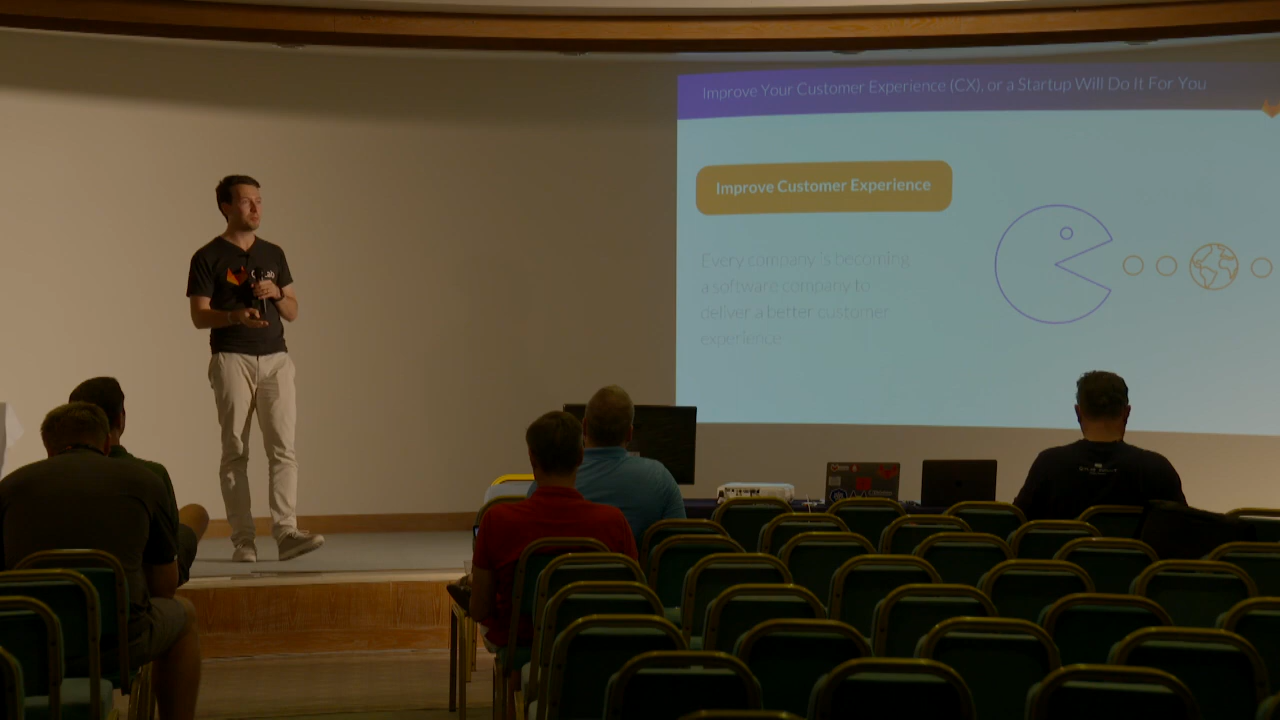 Improve Your Customer Experience (CX), or a Startup Will Do It For You
Improve Customer Experience
Every company is becoming
a software company to
deliver a better customer
experience